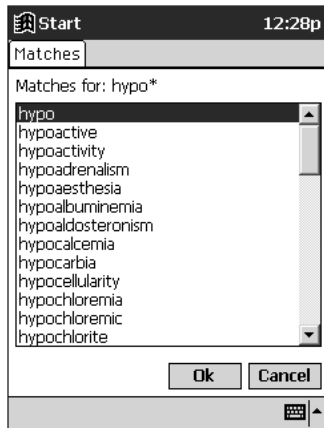 Start 12:28p
Matches
Matches for: hypo*
hypo
hypoactive
hypoactivity
hypoadrenalism
hypoaesthesia
hypoalbuminemia
hypoaldosteronism
hypocalcemia
hypocarbia
hypocellularity
hypochloremia
hypochloremic
hypochlorite
Ok Cancel